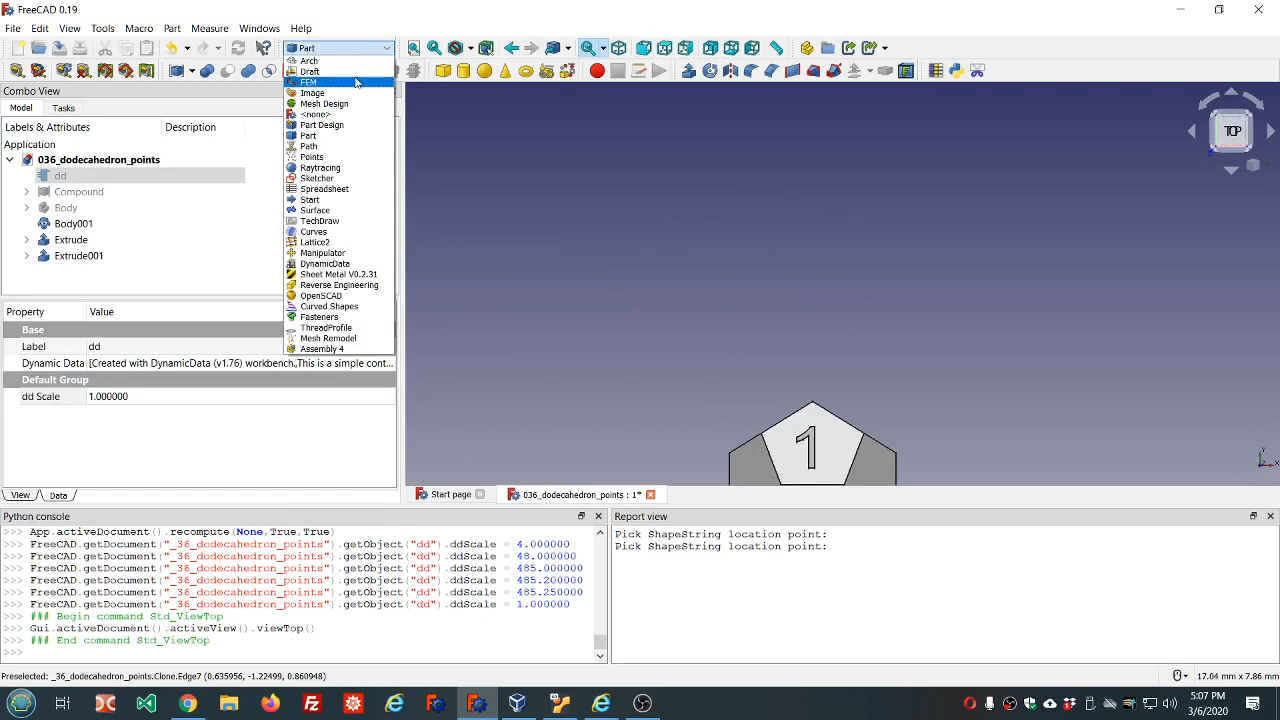 FreeCAD 0.19
File Edit View Tools Macro Part Measure Windows Help
Part
Arch
Draft
FEM
Image
Mesh Design
<none>
Part Design
Part
Path
Points
Raytracing
Sketcher
Spreadsheet
Start
Surface
TechDraw
Curves
Lattice2
Manipulator
DynamicData
Sheet Metal V0.2.31
Reverse Engineering
OpenSCAD
Curved Shapes
Fasteners
ThreadProfile
Mesh Remodel
Assembly 4
Combo View
Model Tasks
Labels & Attributes Description
Application
036_dodecahedron_points
dd
Compound
Body
Body001
Extrude
Extrude001
Property Value
Base
Label dd
Dynamic Data [Created with DynamicData (v1.76) workbench.,This is a simple cont...
Default Group
dd Scale 1.000000
View Data
TOP
1
Start page 036_dodecahedron_points : 1*
Python console
>>> App.activeDocument().recompute(None,True,True)
>>> FreeCAD.getDocument("_36_dodecahedron_points").getObject("dd").ddScale = 4.000000
>>> FreeCAD.getDocument("_36_dodecahedron_points").getObject("dd").ddScale = 48.000000
>>> FreeCAD.getDocument("_36_dodecahedron_points").getObject("dd").ddScale = 485.000000
>>> FreeCAD.getDocument("_36_dodecahedron_points").getObject("dd").ddScale = 485.200000
>>> FreeCAD.getDocument("_36_dodecahedron_points").getObject("dd").ddScale = 485.250000
>>> FreeCAD.getDocument("_36_dodecahedron_points").getObject("dd").ddScale = 1.000000
>>> ### Begin command Std_ViewTop
>>> Gui.activeDocument().activeView().viewTop()
>>> ### End command Std_ViewTop
>>>
Report view
Pick ShapeString location point:
Pick ShapeString location point:
Preselected: _36_dodecahedron_points.Clone.Edge7 (0.635956, -1.22499, 0.860948)
17.04 mm x 7.86 mm
5:07 PM
3/6/2020